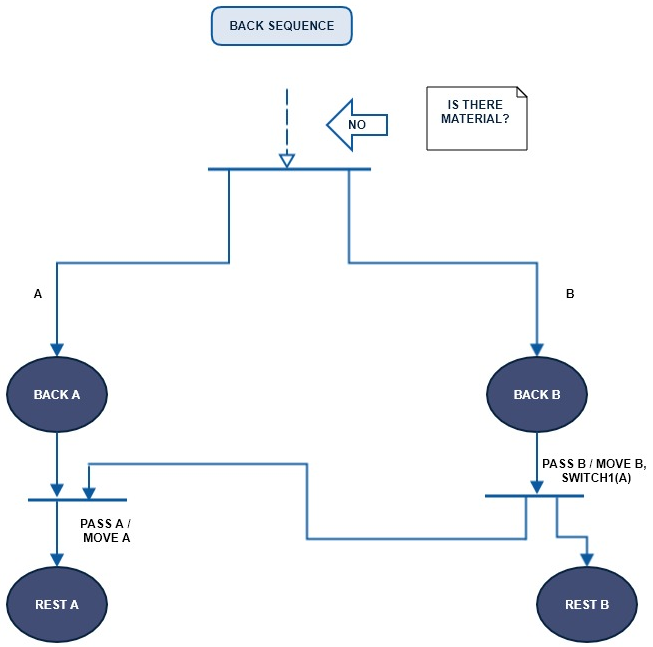 BACK SEQUENCE
IS THERE
MATERIAL?
NO
A
B
BACK A
BACK B
PASS B / MOVE B,
SWITCH1(A)
PASS A /
MOVE A
REST A
REST B